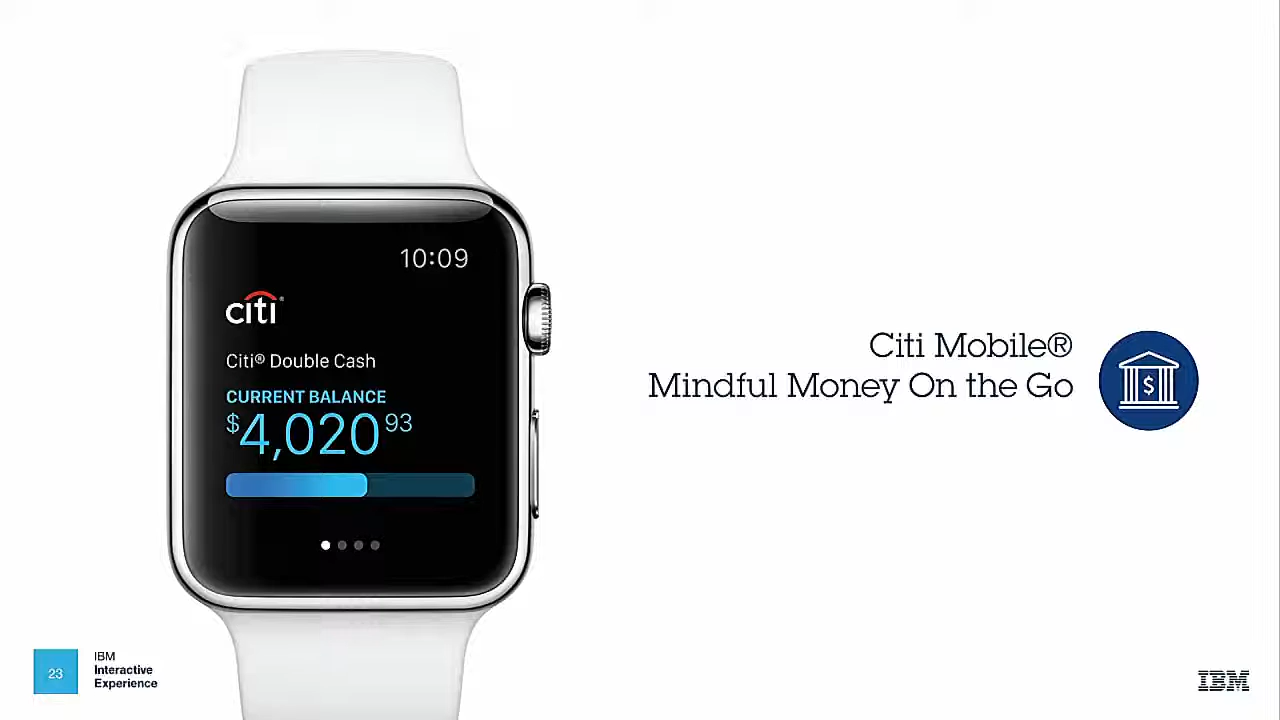 10:09
citi®
Citi® Double Cash
CURRENT BALANCE
$4,020 93
Citi Mobile®
Mindful Money On the Go
$
23
IBM
Interactive
Experience
IBM